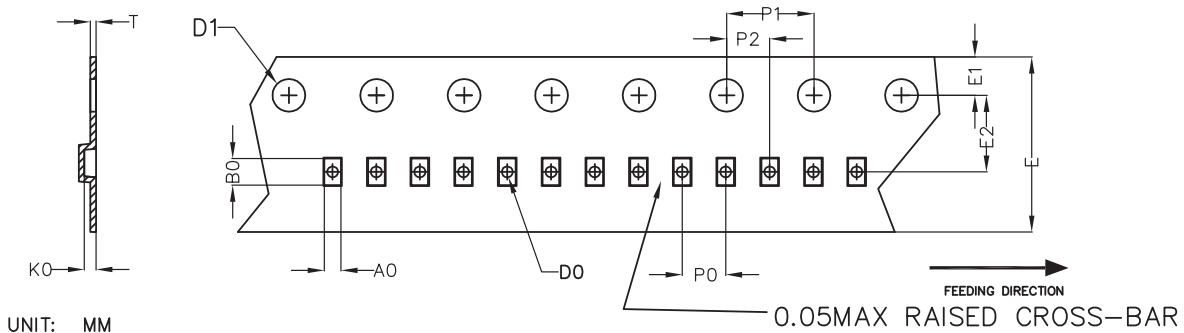 T
D1
P1
P2
E1
E2
E
B0
K0
A0
D0
P0
FEEDING DIRECTION
0.05MAX RAISED CROSS-BAR
UNIT: MM